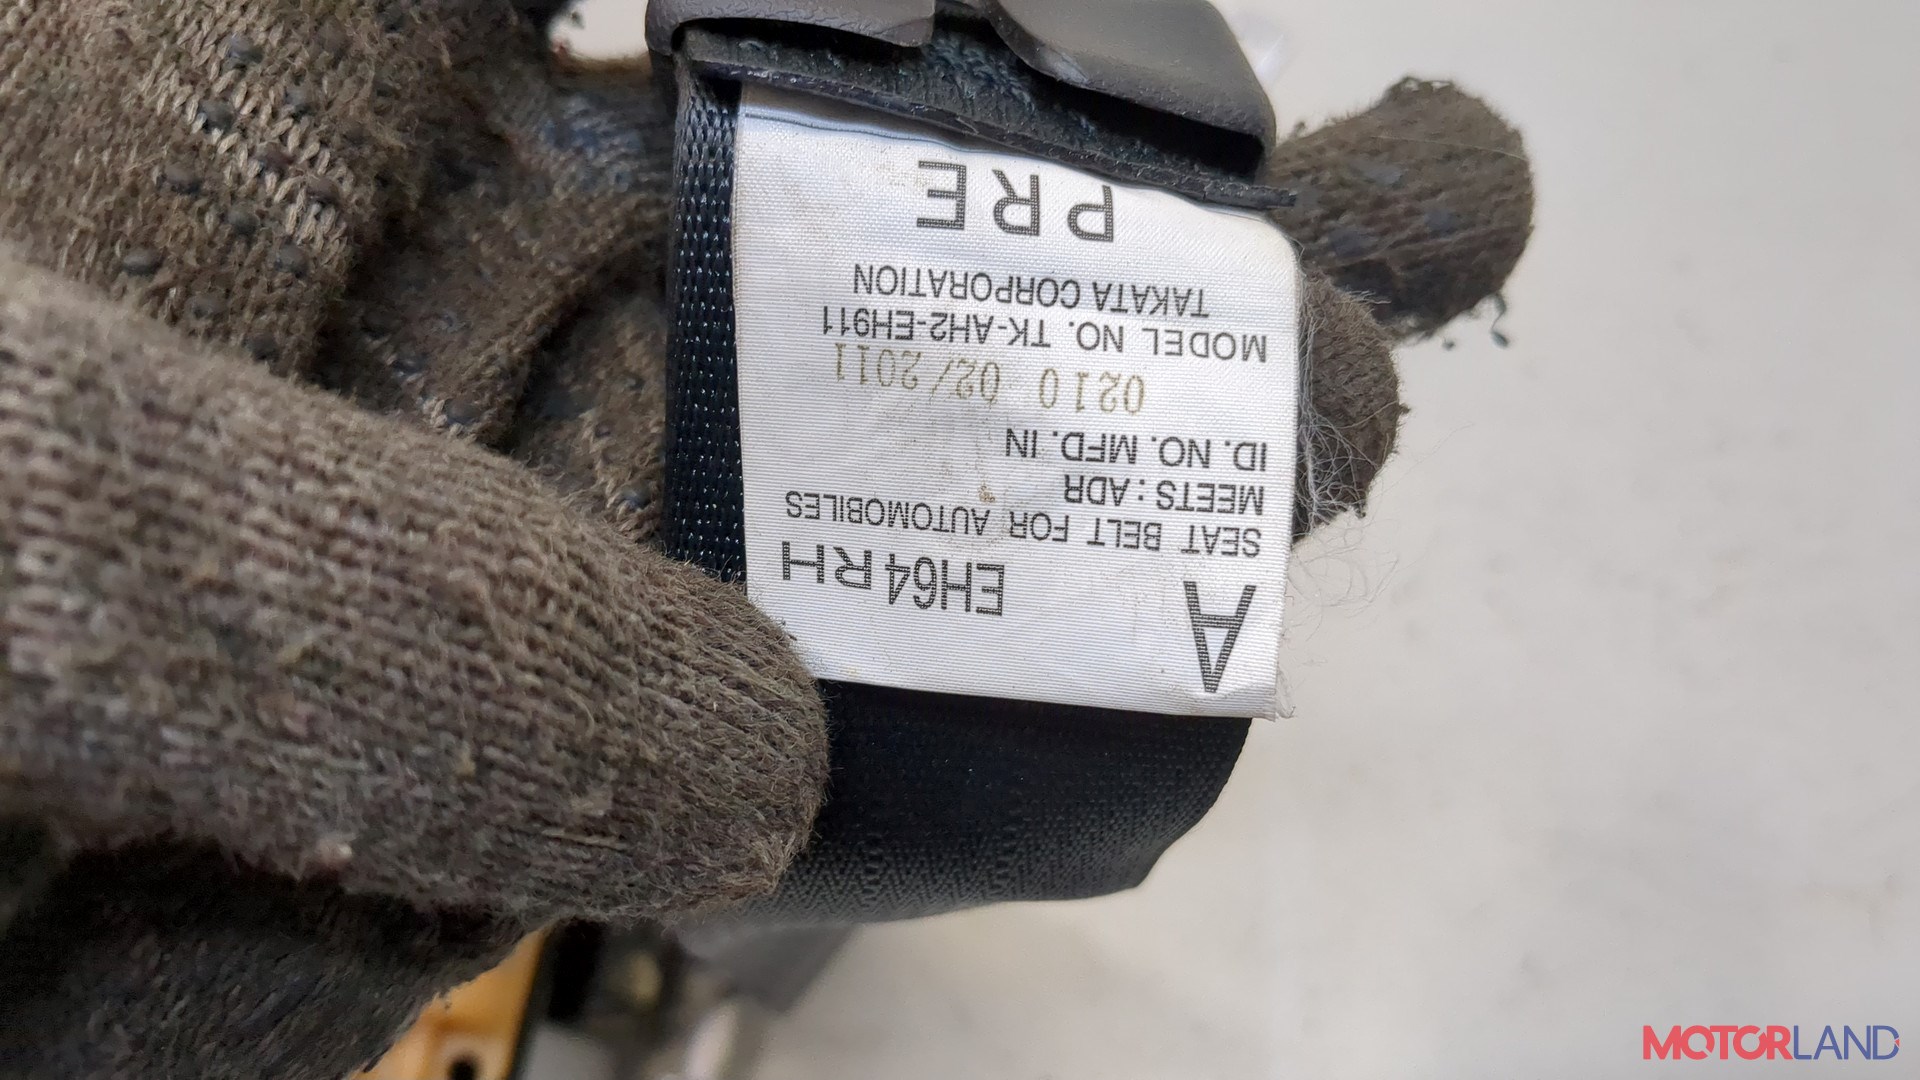 A EH64RH
SEAT BELT FOR AUTOMOBILES
MEETS : ADR
ID. NO. MFD. IN
0210 02/2011
MODEL NO. TK-AH2-EH911
TAKATA CORPORATION
PRE
MOTORLAND